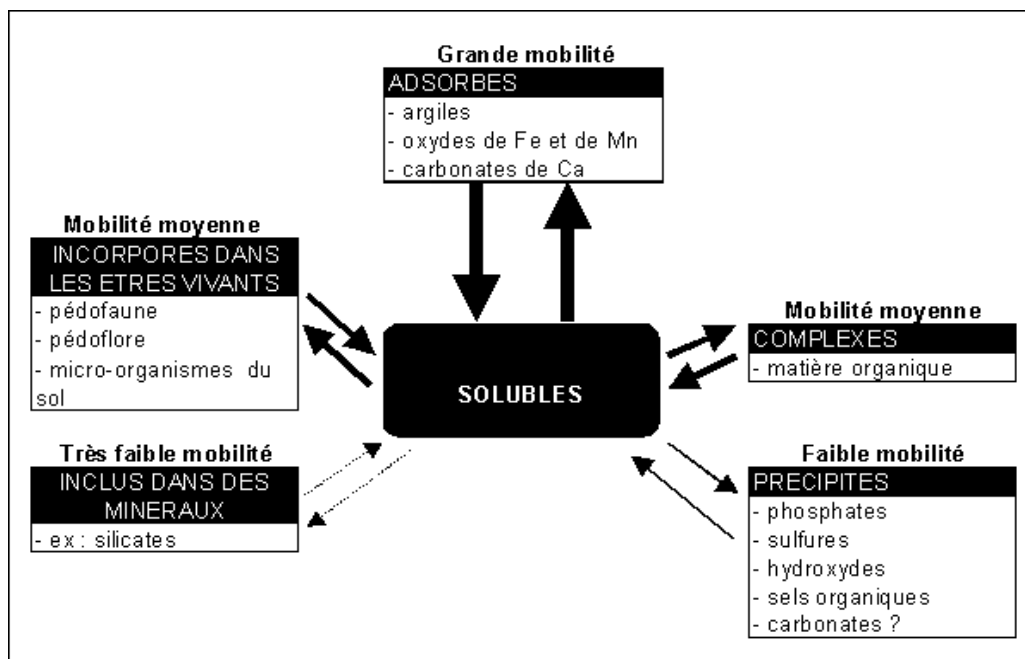 Grande mobilité
ADSORBES
- argiles
- oxydes de Fe et de Mn
- carbonates de Ca
Mobilité moyenne
INCORPORES DANS
LES ETRES VIVANTS
- pédofaune
- pédoflore
- micro-organismes du
sol
SOLUBLES
Mobilité moyenne
COMPLEXES
- matière organique
Très faible mobilité
INCLUS DANS DES
MINERAUX
- ex : silicates
Faible mobilité
PRECIPITES
- phosphates
- sulfures
- hydroxydes
- sels organiques
- carbonates ?